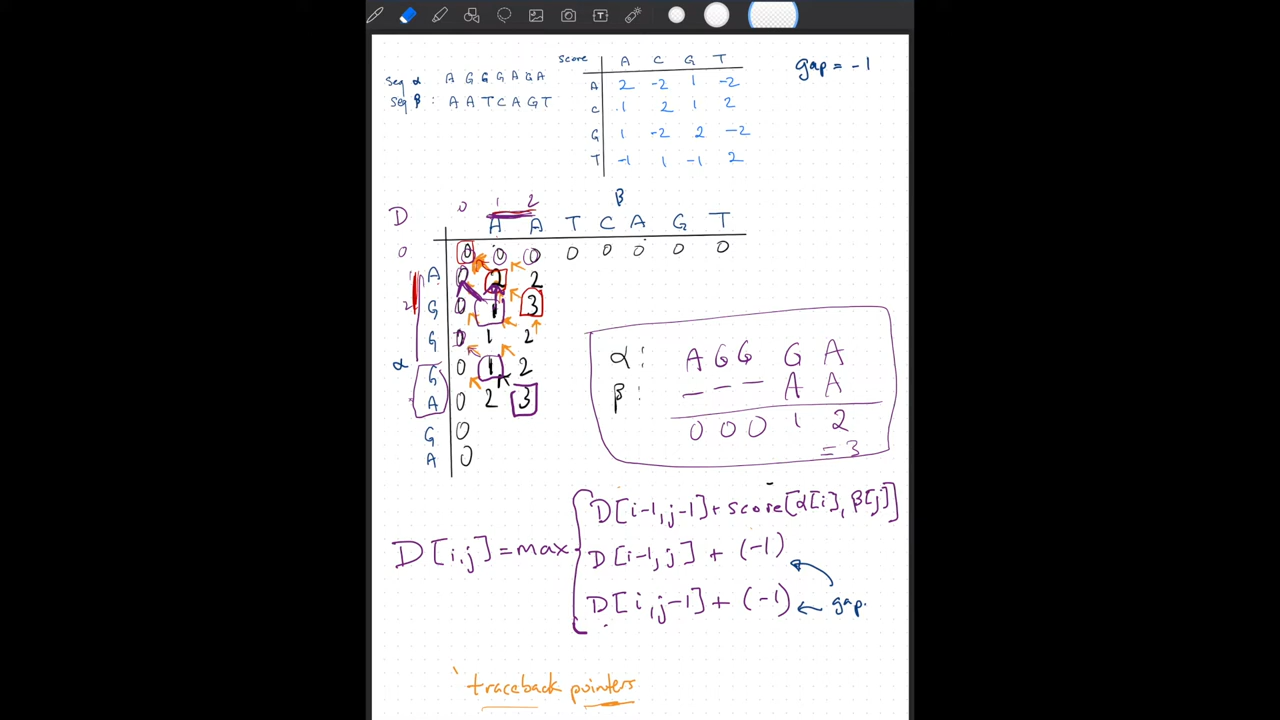 score A C G T gap = -1
Seq α A G G G A G A
Seq β : A A T C A G T
A 2 -2 1 -2
C 1 2 1 2
G 1 -2 2 -2
T -1 1 -1 2
β
D 0 1 2
A A T C A G T
0 0 0 0 0 0 0 0 0
1 A 0 2 2
2 G 0 1 3
G 0 1 2
α G 0 1 2
A 0 2 3
G 0
A 0
α: A G G G A
β: - - - A A
0 0 0 1 2
= 3
D[i,j] = max
D[i-1,j-1] + score[α[i], β[j]]
D[i-1,j] + (-1)
D[i,j-1] + (-1) ← gap.
traceback pointers